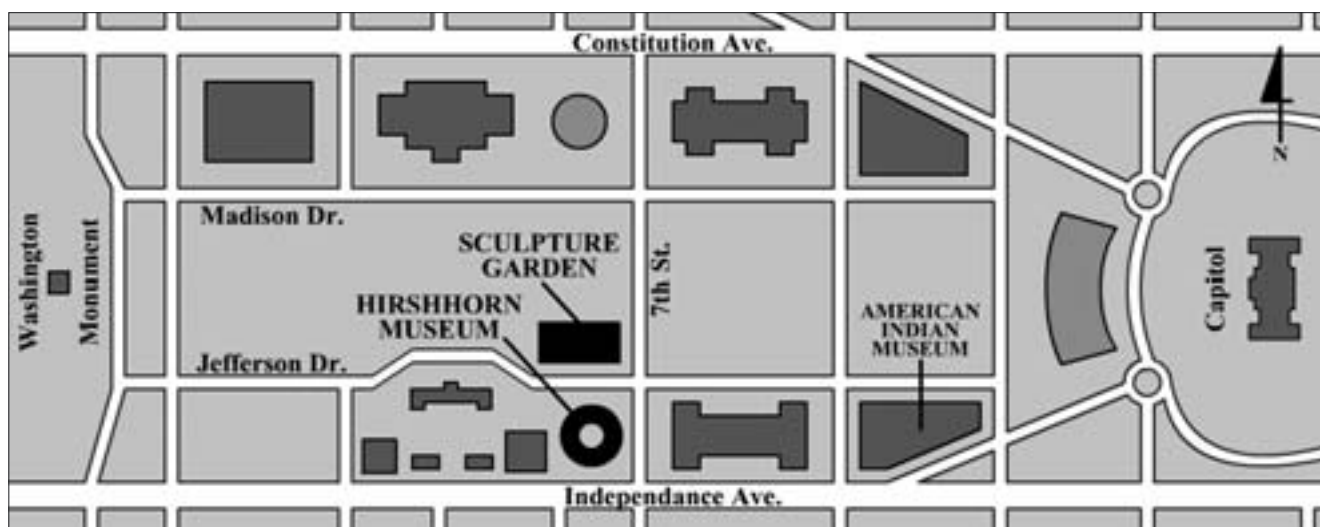 Constitution Ave.
Madison Dr.
SCULPTURE
GARDEN
HIRSHHORN
MUSEUM
7th St.
Washington
Monument
AMERICAN
INDIAN
MUSEUM
Capitol
N
Jefferson Dr.
Independance Ave.